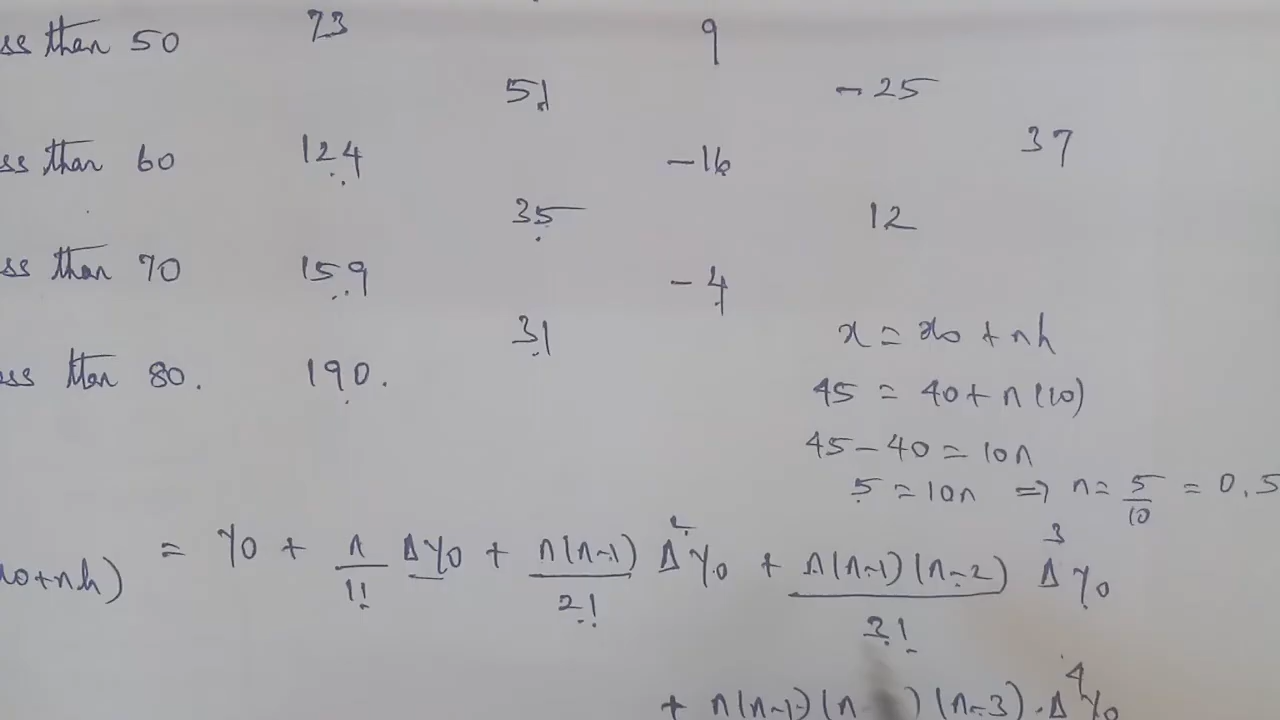 ss than 50 73 9
51 -25
37
ss than 60 124 -16
35 12
ss than 70 159 -4
31
ss than 80. 190.
x = x0 + nh
45 = 40 + n(10)
45 - 40 = 10n
5 = 10n ⇒ n = 5/10 = 0.5
x0+nh) = y0 + n/1! Δy0 + n(n-1)/2! Δ²y0 + n(n-1)(n-2)/3! Δ³y0
+ n(n-1)(n )(n-3). Δ⁴y0